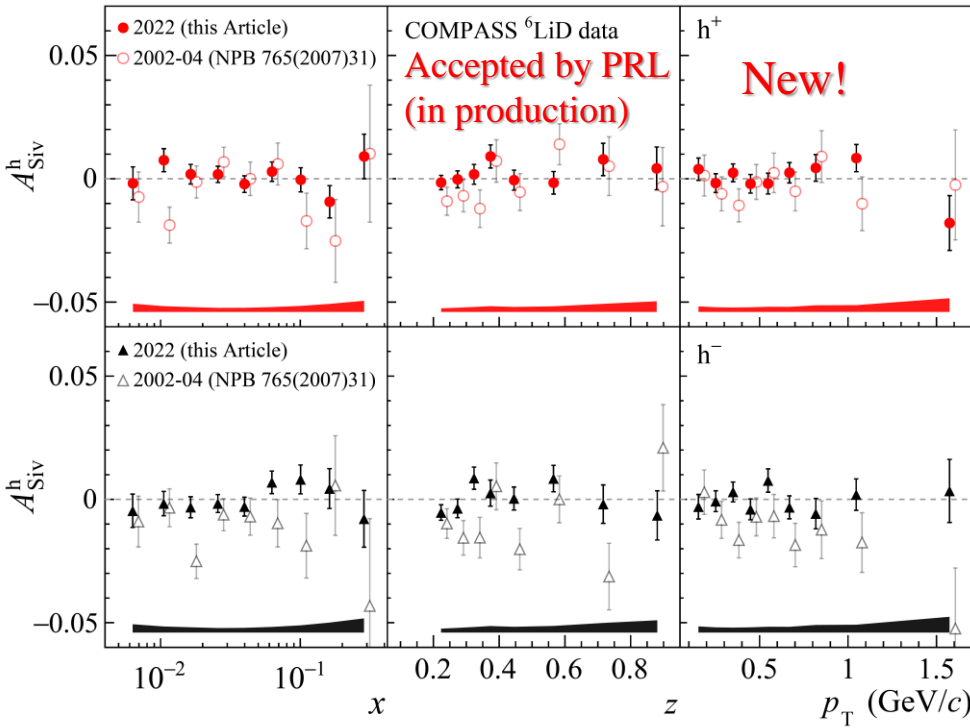 2022 (this Article)
2002-04 (NPB 765(2007)31)
COMPASS ⁶LiD data
Accepted by PRL
(in production)
h⁺
New!
0.05
0
−0.05
A^h_Siv
2022 (this Article)
2002-04 (NPB 765(2007)31)
h⁻
0.05
0
−0.05
A^h_Siv
10⁻² 10⁻¹ 0.2 0.4 0.6 0.8 0.5 1 1.5
x z p_T (GeV/c)